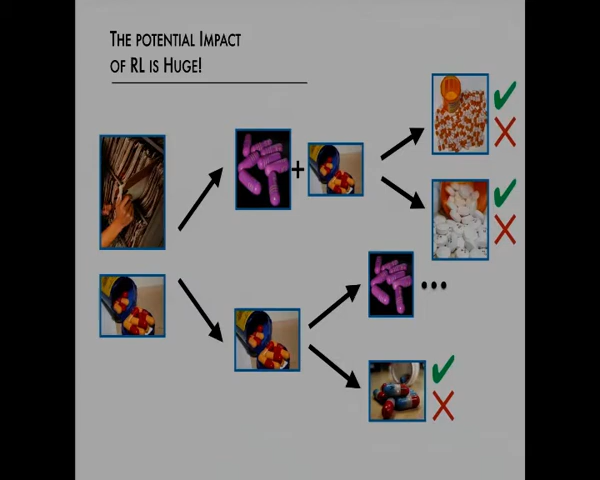 THE POTENTIAL IMPACT
OF RL IS HUGE!
+
...